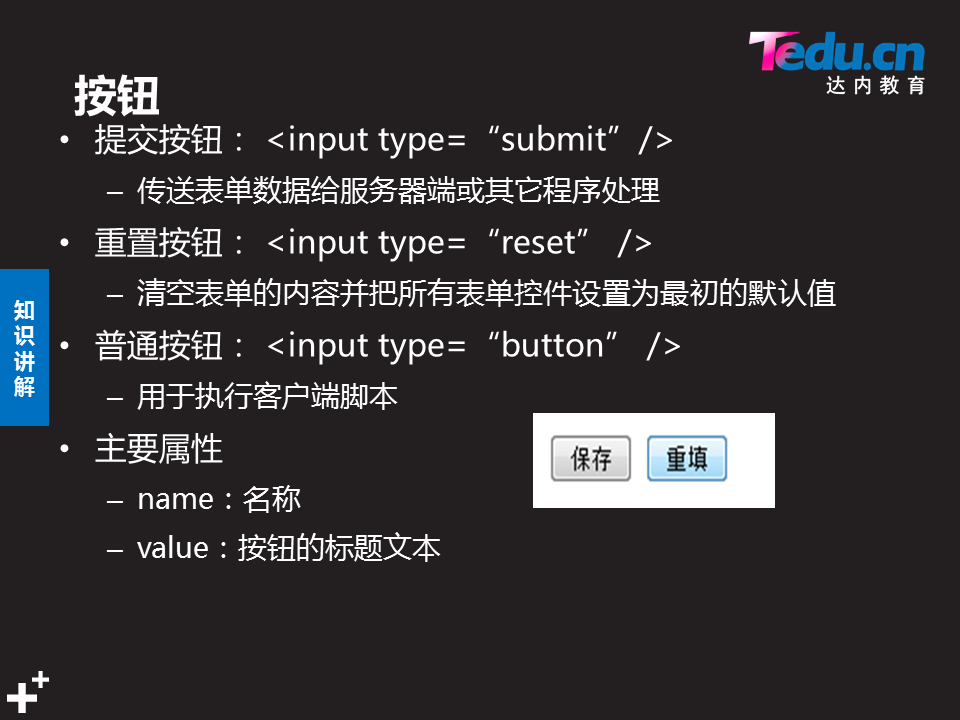 Tedu.cn
达内教育
按钮
• 提交按钮： <input type=“submit”/>
– 传送表单数据给服务器端或其它程序处理
• 重置按钮： <input type=“reset” />
– 清空表单的内容并把所有表单控件设置为最初的默认值
• 普通按钮： <input type=“button” />
– 用于执行客户端脚本
• 主要属性
– name：名称
– value：按钮的标题文本
知识讲解
保存 重填